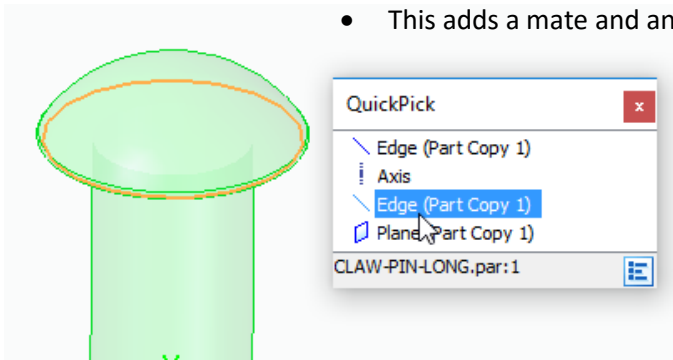 • This adds a mate and an
QuickPick
x
Edge (Part Copy 1)
Axis
Edge (Part Copy 1)
Plane (Part Copy 1)
CLAW-PIN-LONG.par:1